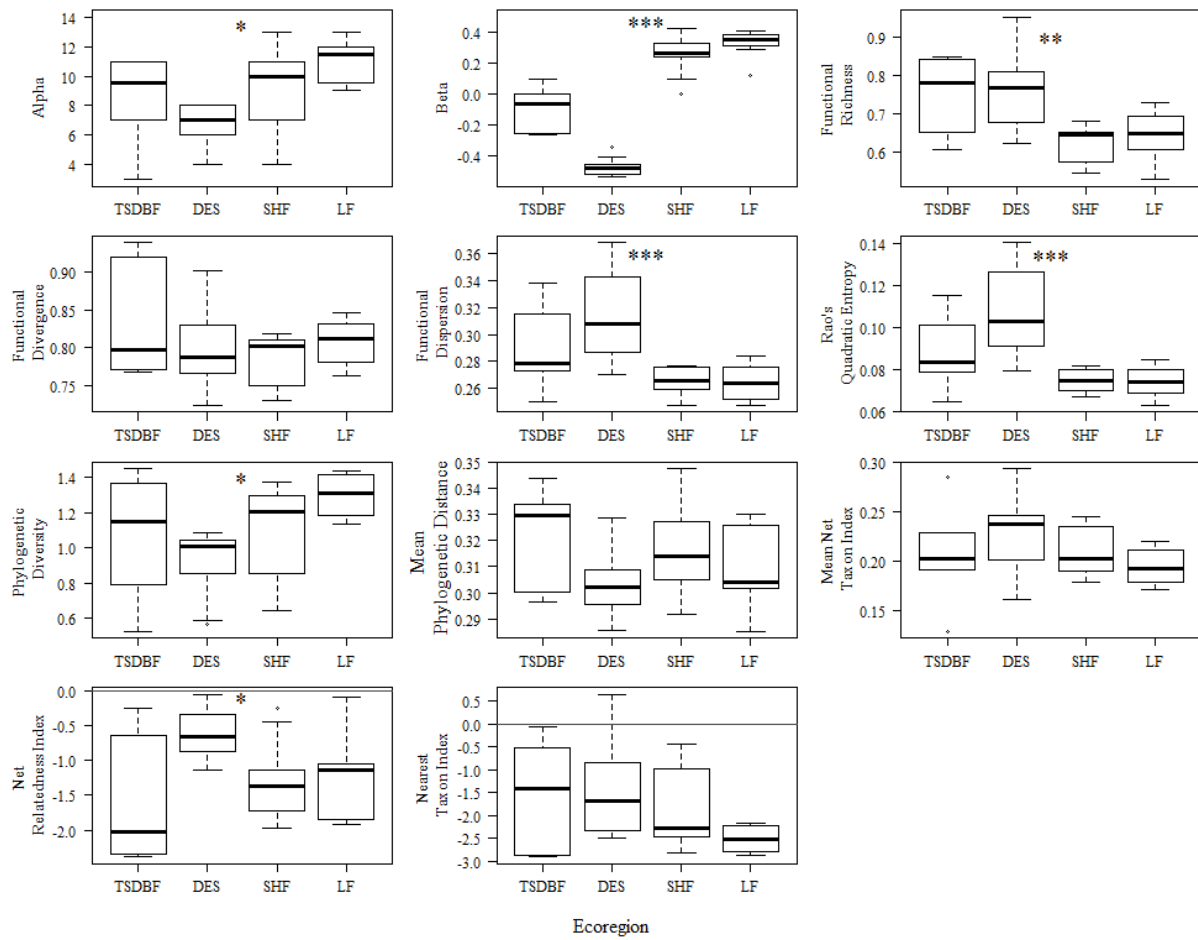 Alpha
14
12
10
8
6
4
*
TSDBF DES SHF LF
Beta
0.4
0.2
0.0
-0.2
-0.4
***
TSDBF DES SHF LF
Functional
Richness
0.9
0.8
0.7
0.6
**
TSDBF DES SHF LF
Functional
Divergence
0.90
0.85
0.80
0.75
TSDBF DES SHF LF
Functional
Dispersion
0.36
0.34
0.32
0.30
0.28
0.26
***
TSDBF DES SHF LF
Rao's
Quadratic Entropy
0.14
0.12
0.10
0.08
0.06
***
TSDBF DES SHF LF
Phylogenetic
Diversity
1.4
1.2
1.0
0.8
0.6
*
TSDBF DES SHF LF
Mean
Phylogenetic Distance
0.35
0.34
0.33
0.32
0.31
0.30
0.29
TSDBF DES SHF LF
Mean Net
Taxon Index
0.30
0.25
0.20
0.15
TSDBF DES SHF LF
Net
Relatedness Index
0.0
-0.5
-1.0
-1.5
-2.0
*
TSDBF DES SHF LF
Nearest
Taxon Index
0.5
0.0
-0.5
-1.0
-1.5
-2.0
-2.5
-3.0
TSDBF DES SHF LF
Ecoregion